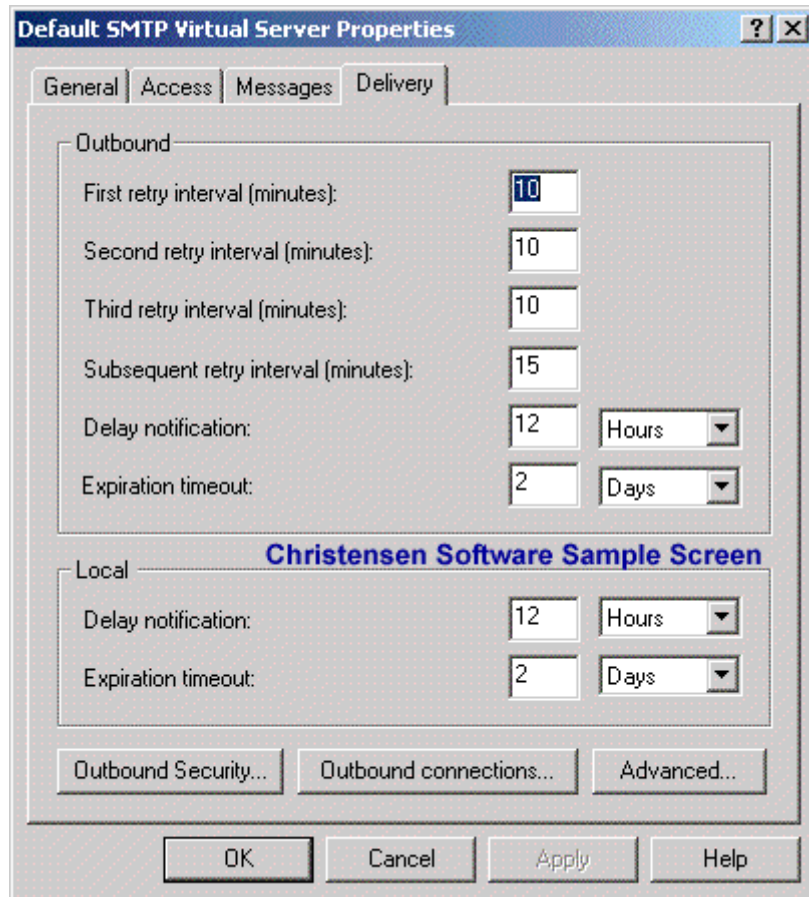 Default SMTP Virtual Server Properties
General Access Messages Delivery
Outbound
First retry interval (minutes): 10
Second retry interval (minutes): 10
Third retry interval (minutes): 10
Subsequent retry interval (minutes): 15
Delay notification: 12 Hours
Expiration timeout: 2 Days
Christensen Software Sample Screen
Local
Delay notification: 12 Hours
Expiration timeout: 2 Days
Outbound Security... Outbound connections... Advanced...
OK Cancel Apply Help